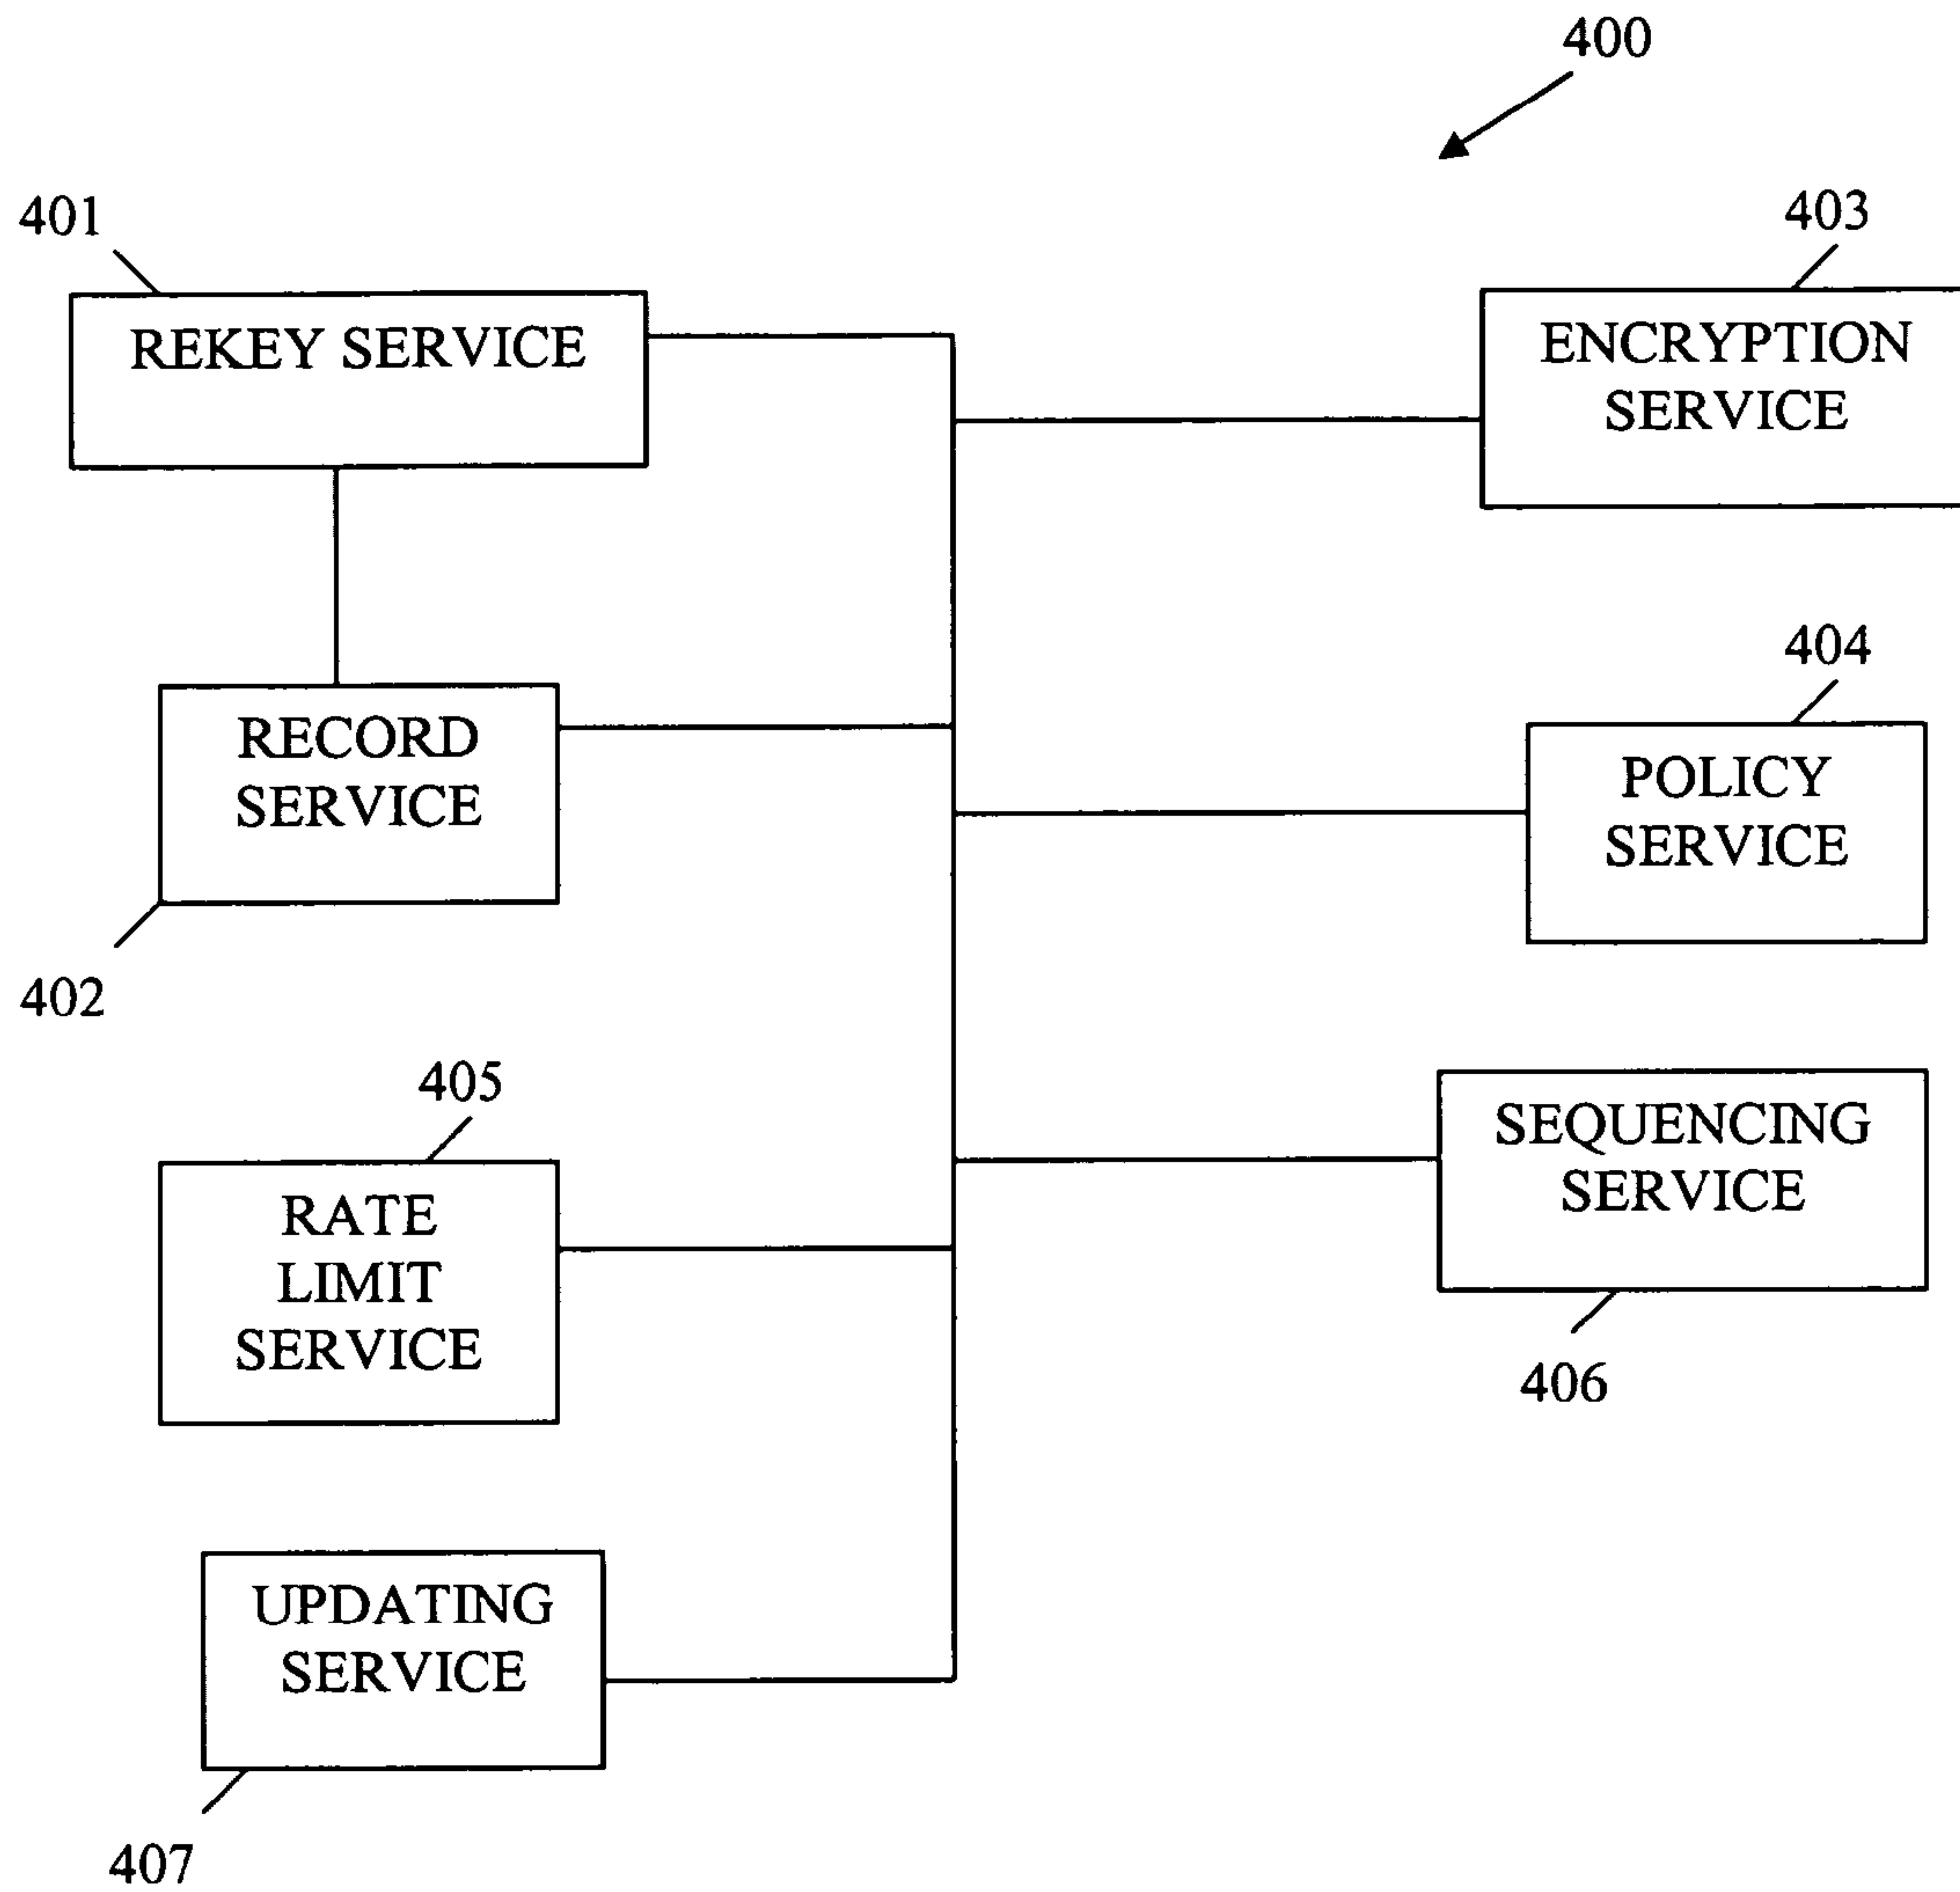 400
401
REKEY SERVICE
403
ENCRYPTION
SERVICE
RECORD
SERVICE
402
404
POLICY
SERVICE
405
RATE
LIMIT
SERVICE
SEQUENCING
SERVICE
406
UPDATING
SERVICE
407